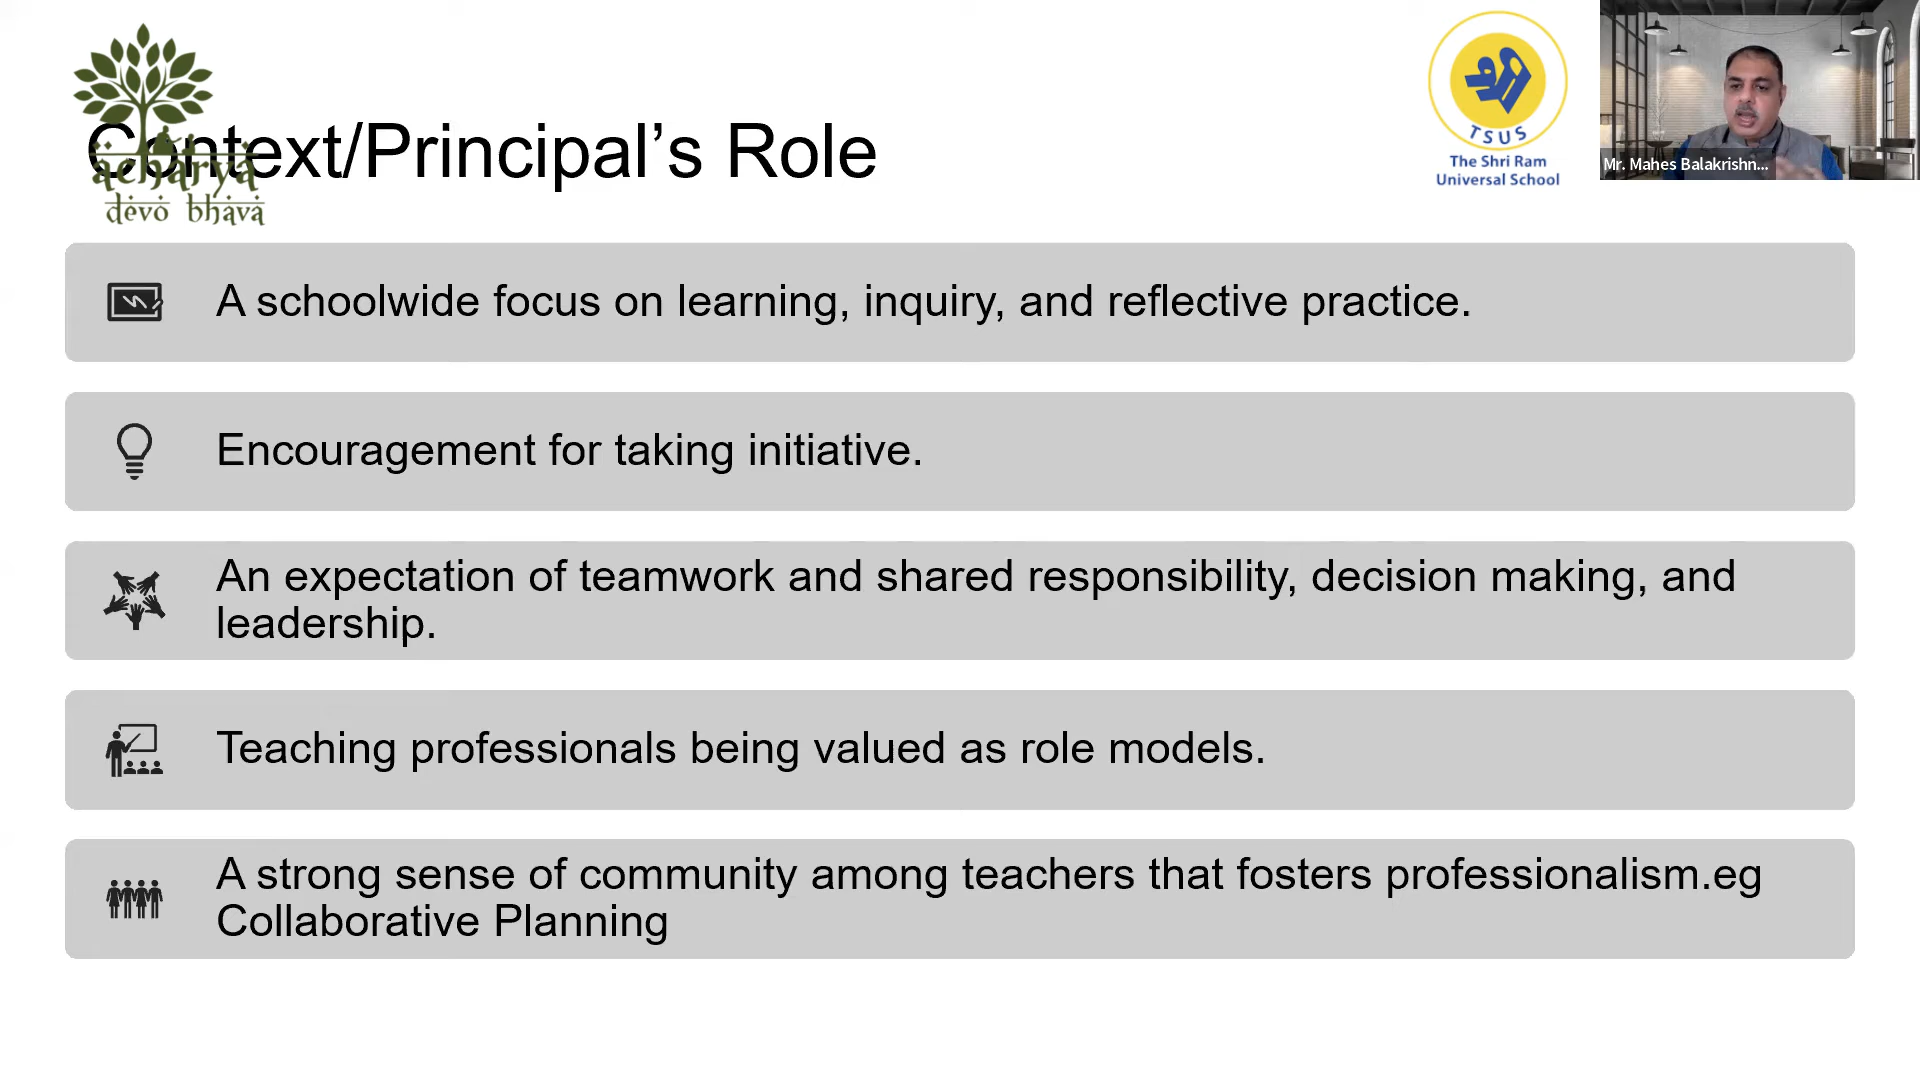 Context/Principal’s Role
ācharya
devo bhava
TSUS
The Shri Ram
Universal School
Mr. Mahes Balakrishn...
A schoolwide focus on learning, inquiry, and reflective practice.
Encouragement for taking initiative.
An expectation of teamwork and shared responsibility, decision making, and
leadership.
Teaching professionals being valued as role models.
A strong sense of community among teachers that fosters professionalism.eg
Collaborative Planning